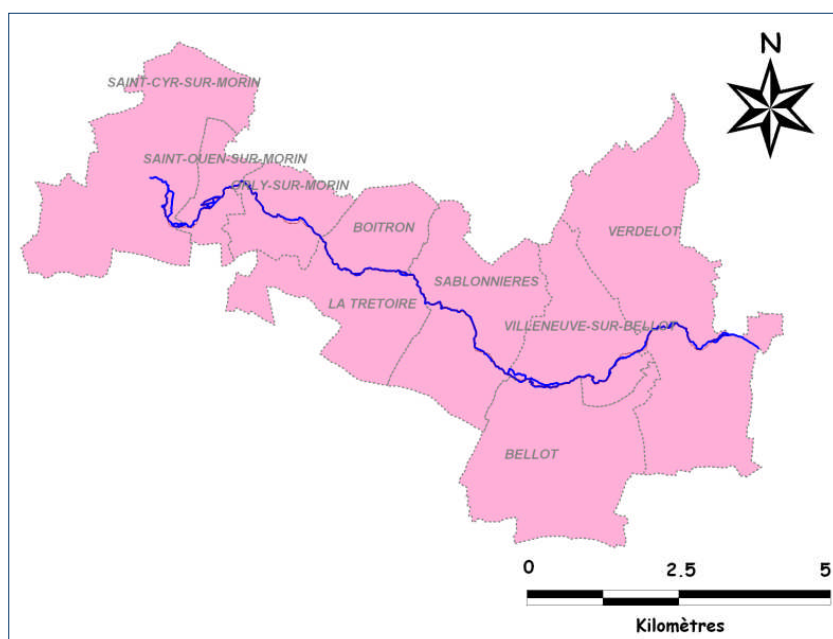 N
SAINT-CYR-SUR-MORIN
SAINT-OUEN-SUR-MORIN
ORLY-SUR-MORIN
BOITRON
VERDELOT
SABLONNIERES
LA TRETOIRE
VILLENEUVE-SUR-BELLOT
BELLOT
0 2.5 5
Kilomètres